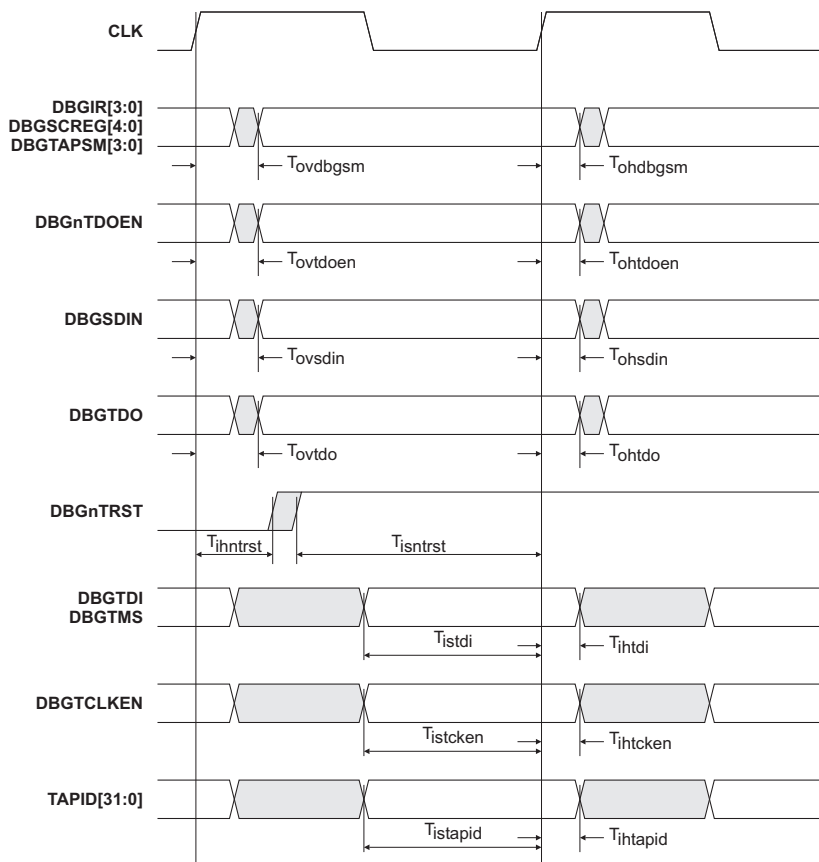 CLK
DBGIR[3:0]
DBGSCREG[4:0]
DBGTAPSM[3:0]
Tovdbgsm
Tohdbgsm
DBGnTDOEN
Tovtdoen
Tohtdoen
DBGSDIN
Tovsdin
Tohsdin
DBGTDO
Tovtdo
Tohtdo
DBGnTRST
Tihntrst
Tisntrst
DBGTDI
DBGTMS
Tistdi
Tihtdi
DBGTCLKEN
Tistcken
Tihtcken
TAPID[31:0]
Tistapid
Tihtapid